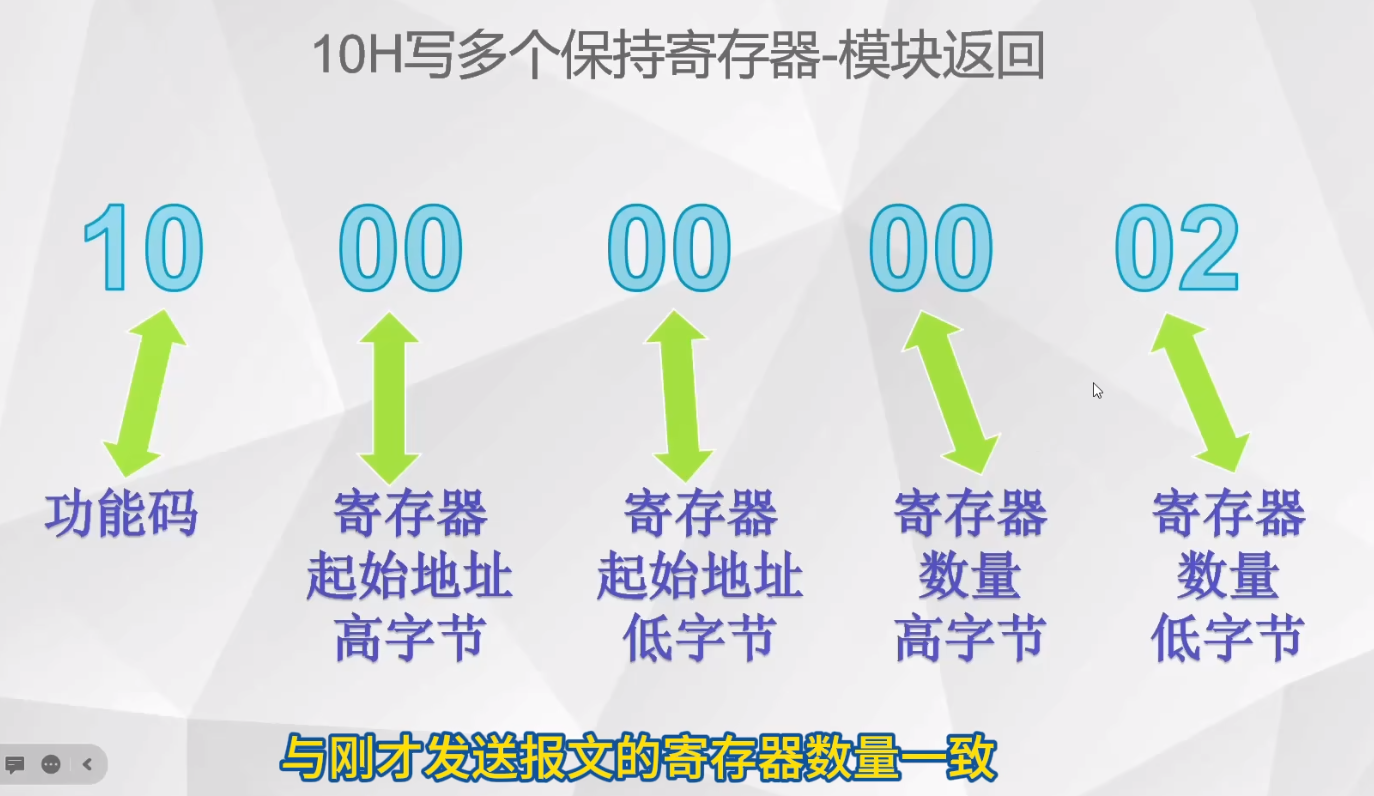 10H写多个保持寄存器-模块返回
10 00 00 00 02
功能码
寄存器
起始地址
高字节
寄存器
起始地址
低字节
寄存器
数量
高字节
寄存器
数量
低字节
与刚才发送报文的寄存器数量一致